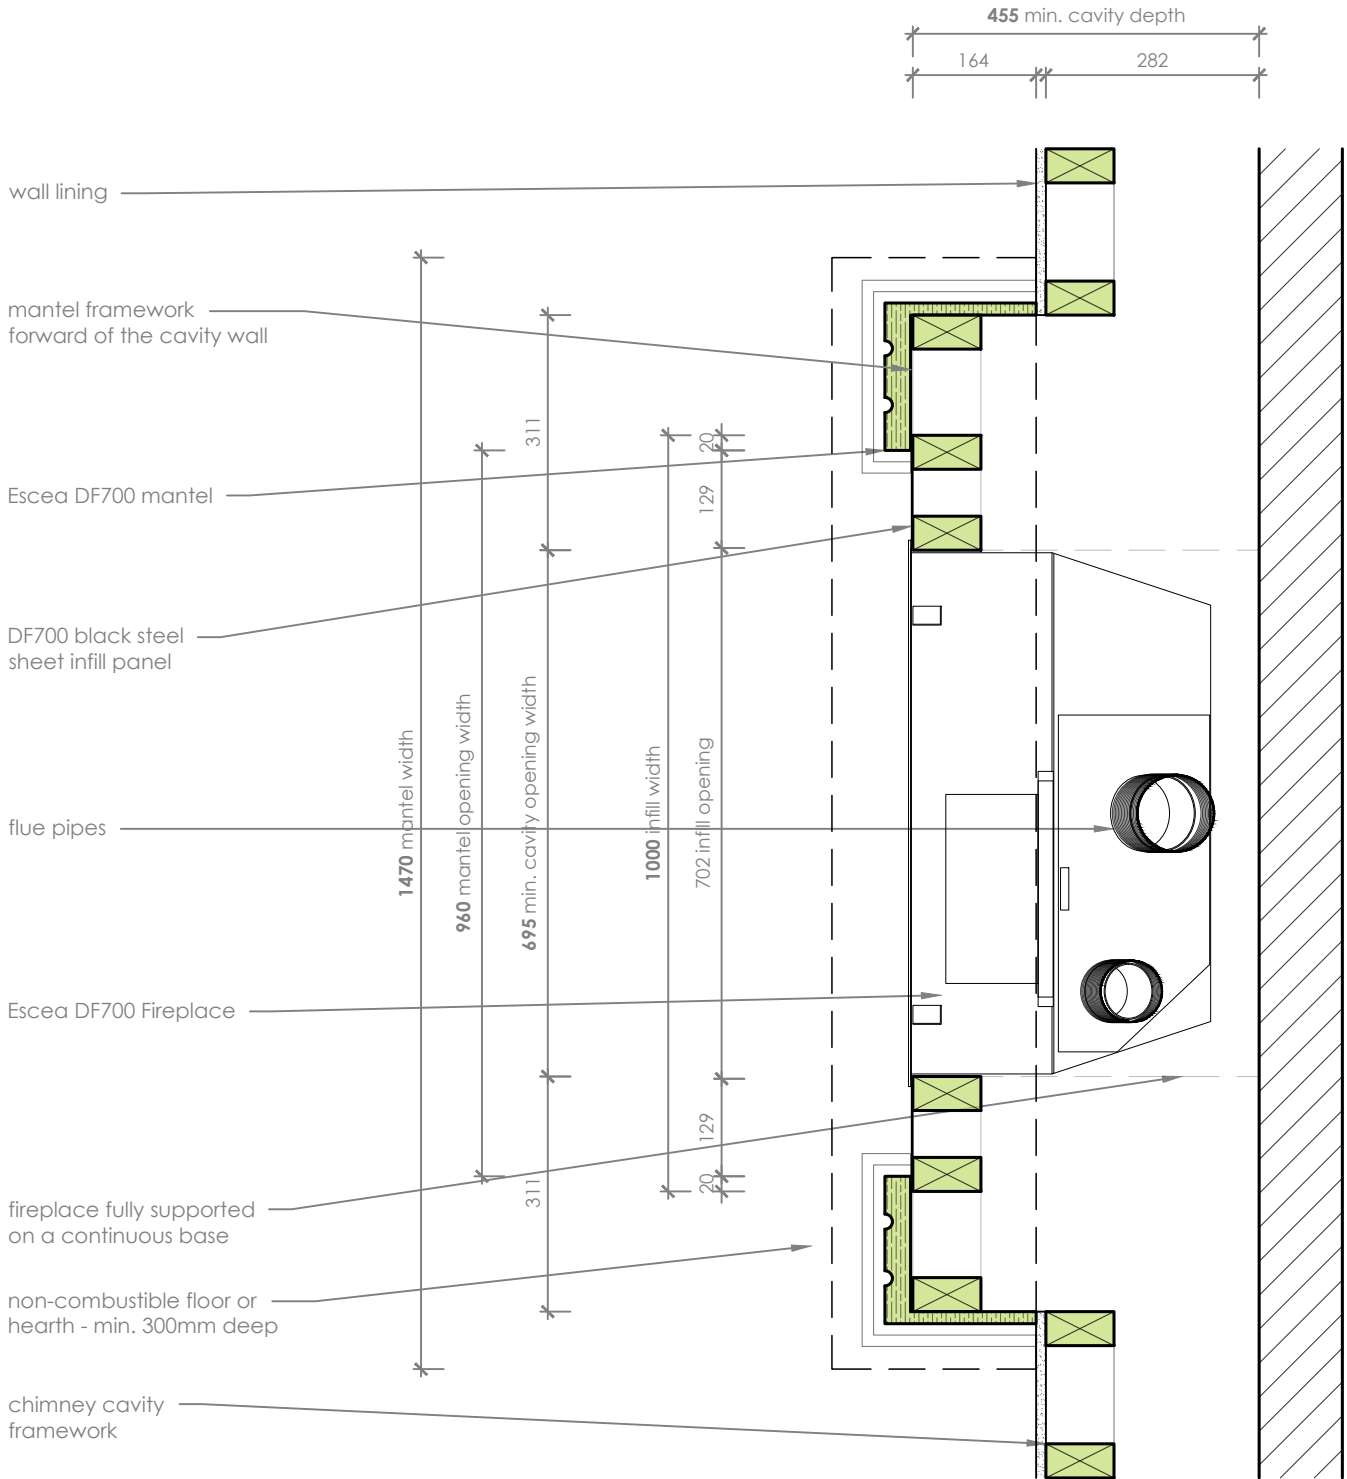 455 min. cavity depth
164
282
wall lining
mantel framework
forward of the cavity wall
311
20
129
Escea DF700 mantel
DF700 black steel
sheet infill panel
1470 mantel width
960 mantel opening width
695 min. cavity opening width
1000 infill width
702 infill opening
flue pipes
Escea DF700 Fireplace
129
20
311
fireplace fully supported
on a continuous base
non-combustible floor or
hearth - min. 300mm deep
chimney cavity
framework